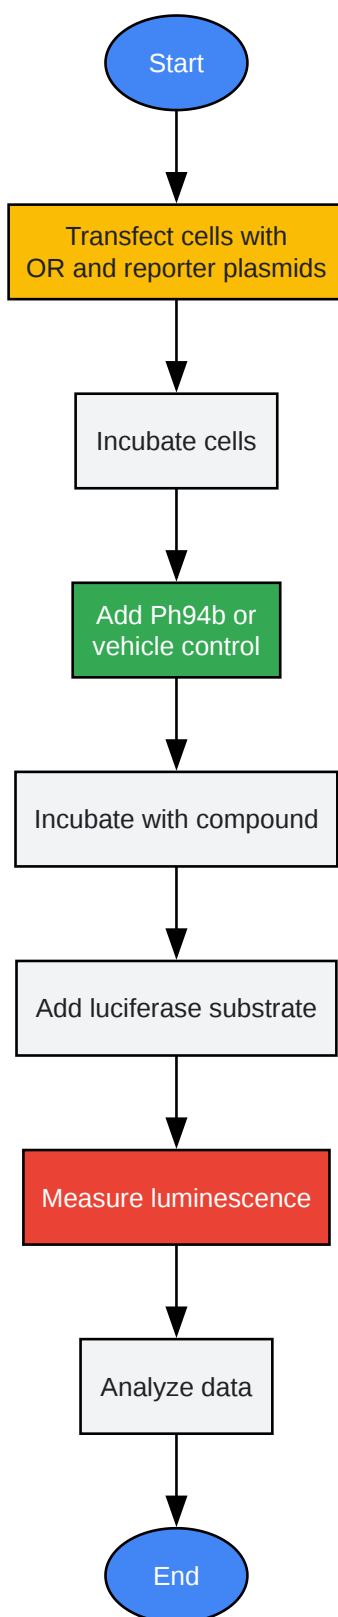 Start
Transfect cells with
OR and reporter plasmids
Incubate cells
Add Ph94b or
vehicle control
Incubate with compound
Add luciferase substrate
Measure luminescence
Analyze data
End